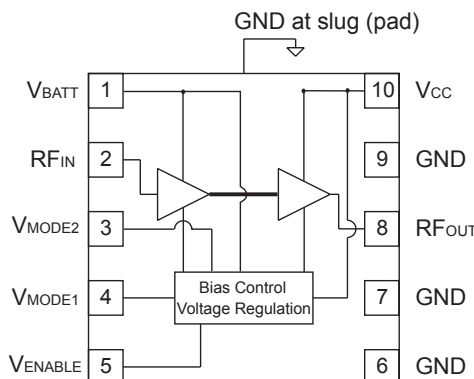 GND at slug (pad)
VBATT 1 10 VCC
RFIN 2 9 GND
VMODE2 3 8 RFOUT
Bias Control
Voltage Regulation
VMODE1 4 7 GND
VENABLE 5 6 GND